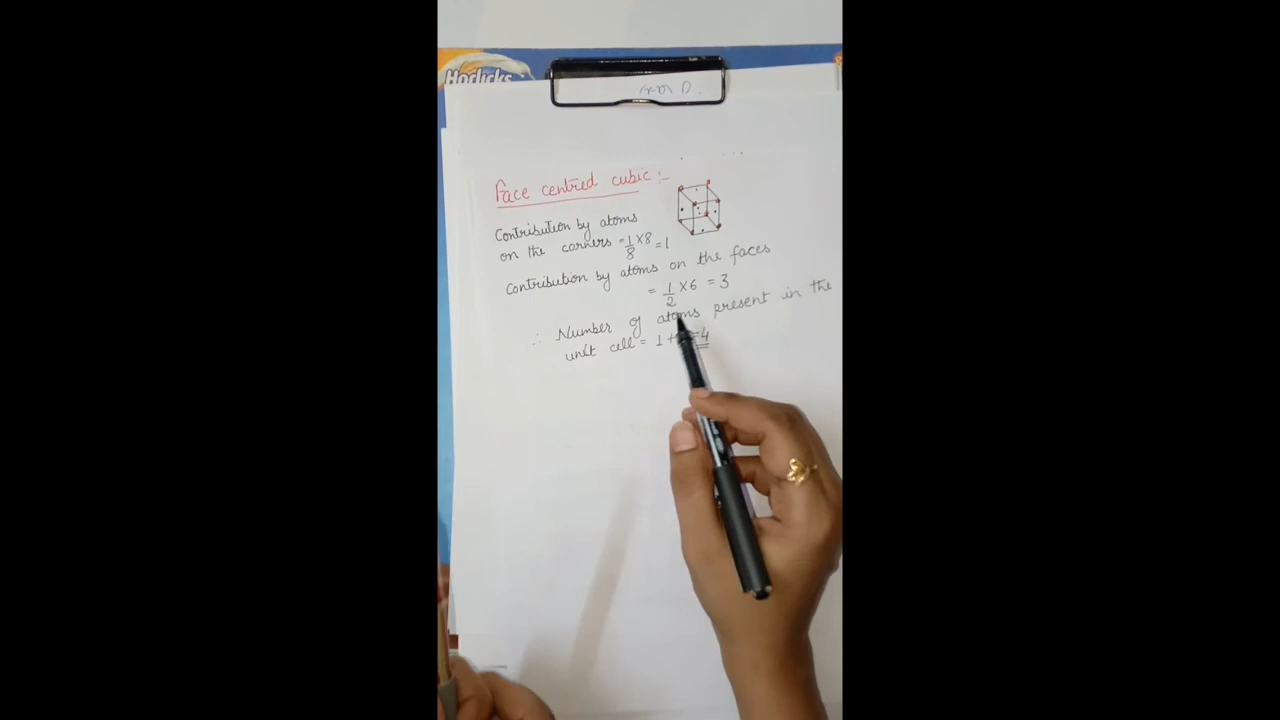 Horlicks
Face centred cubic :-
Contribution by atoms
on the corners = 1/8 × 8 = 1
Contribution by atoms on the faces
= 1/2 × 6 = 3
∴ Number of atoms present in the
unit cell = 1 + = 4